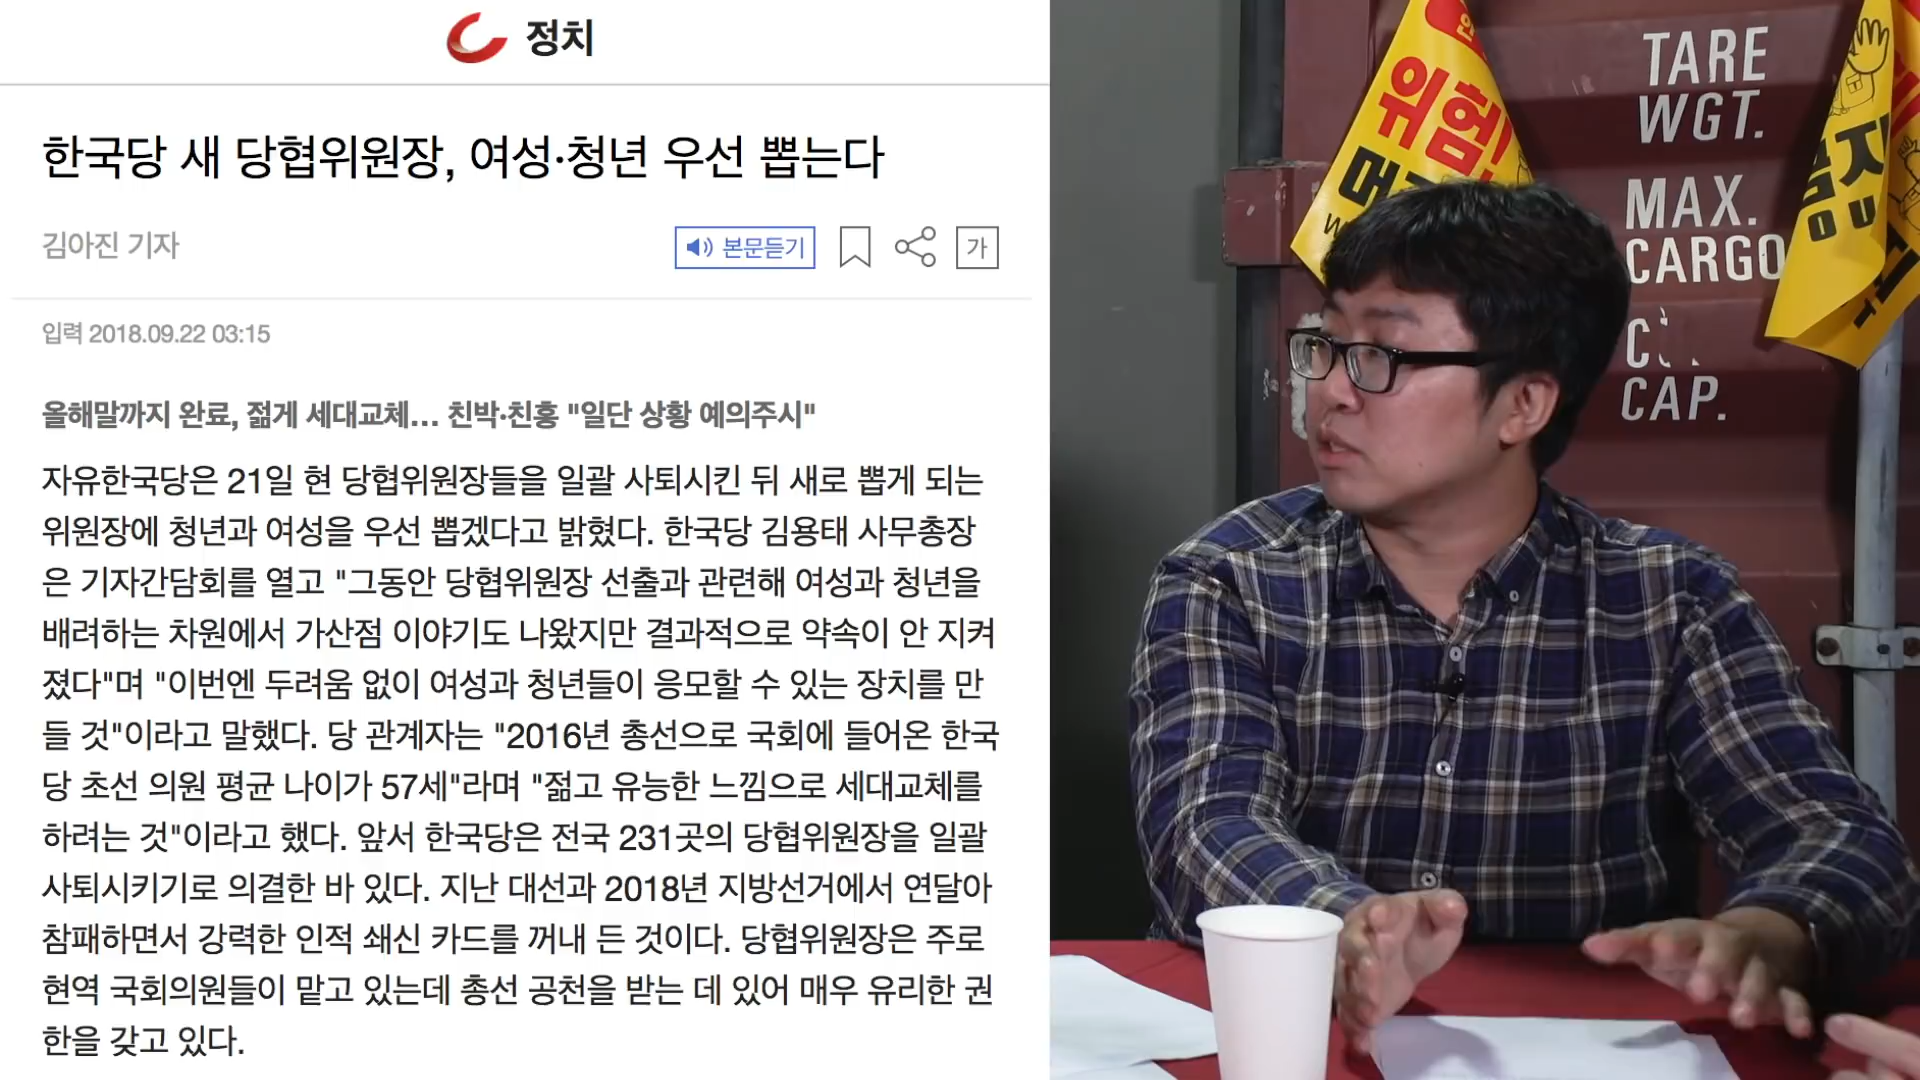 정치
한국당 새 당협위원장, 여성·청년 우선 뽑는다
김아진 기자
본문듣기
가
입력 2018.09.22 03:15
올해말까지 완료, 젊게 세대교체... 친박·친홍 "일단 상황 예의주시"
자유한국당은 21일 현 당협위원장들을 일괄 사퇴시킨 뒤 새로 뽑게 되는
위원장에 청년과 여성을 우선 뽑겠다고 밝혔다. 한국당 김용태 사무총장
은 기자간담회를 열고 "그동안 당협위원장 선출과 관련해 여성과 청년을
배려하는 차원에서 가산점 이야기도 나왔지만 결과적으로 약속이 안 지켜
졌다"며 "이번엔 두려움 없이 여성과 청년들이 응모할 수 있는 장치를 만
들 것"이라고 말했다. 당 관계자는 "2016년 총선으로 국회에 들어온 한국
당 초선 의원 평균 나이가 57세"라며 "젊고 유능한 느낌으로 세대교체를
하려는 것"이라고 했다. 앞서 한국당은 전국 231곳의 당협위원장을 일괄
사퇴시키기로 의결한 바 있다. 지난 대선과 2018년 지방선거에서 연달아
참패하면서 강력한 인적 쇄신 카드를 꺼내 든 것이다. 당협위원장은 주로
현역 국회의원들이 맡고 있는데 총선 공천을 받는 데 있어 매우 유리한 권
한을 갖고 있다.
위험!
TARE
WGT.
MAX.
CARGO
CAP.